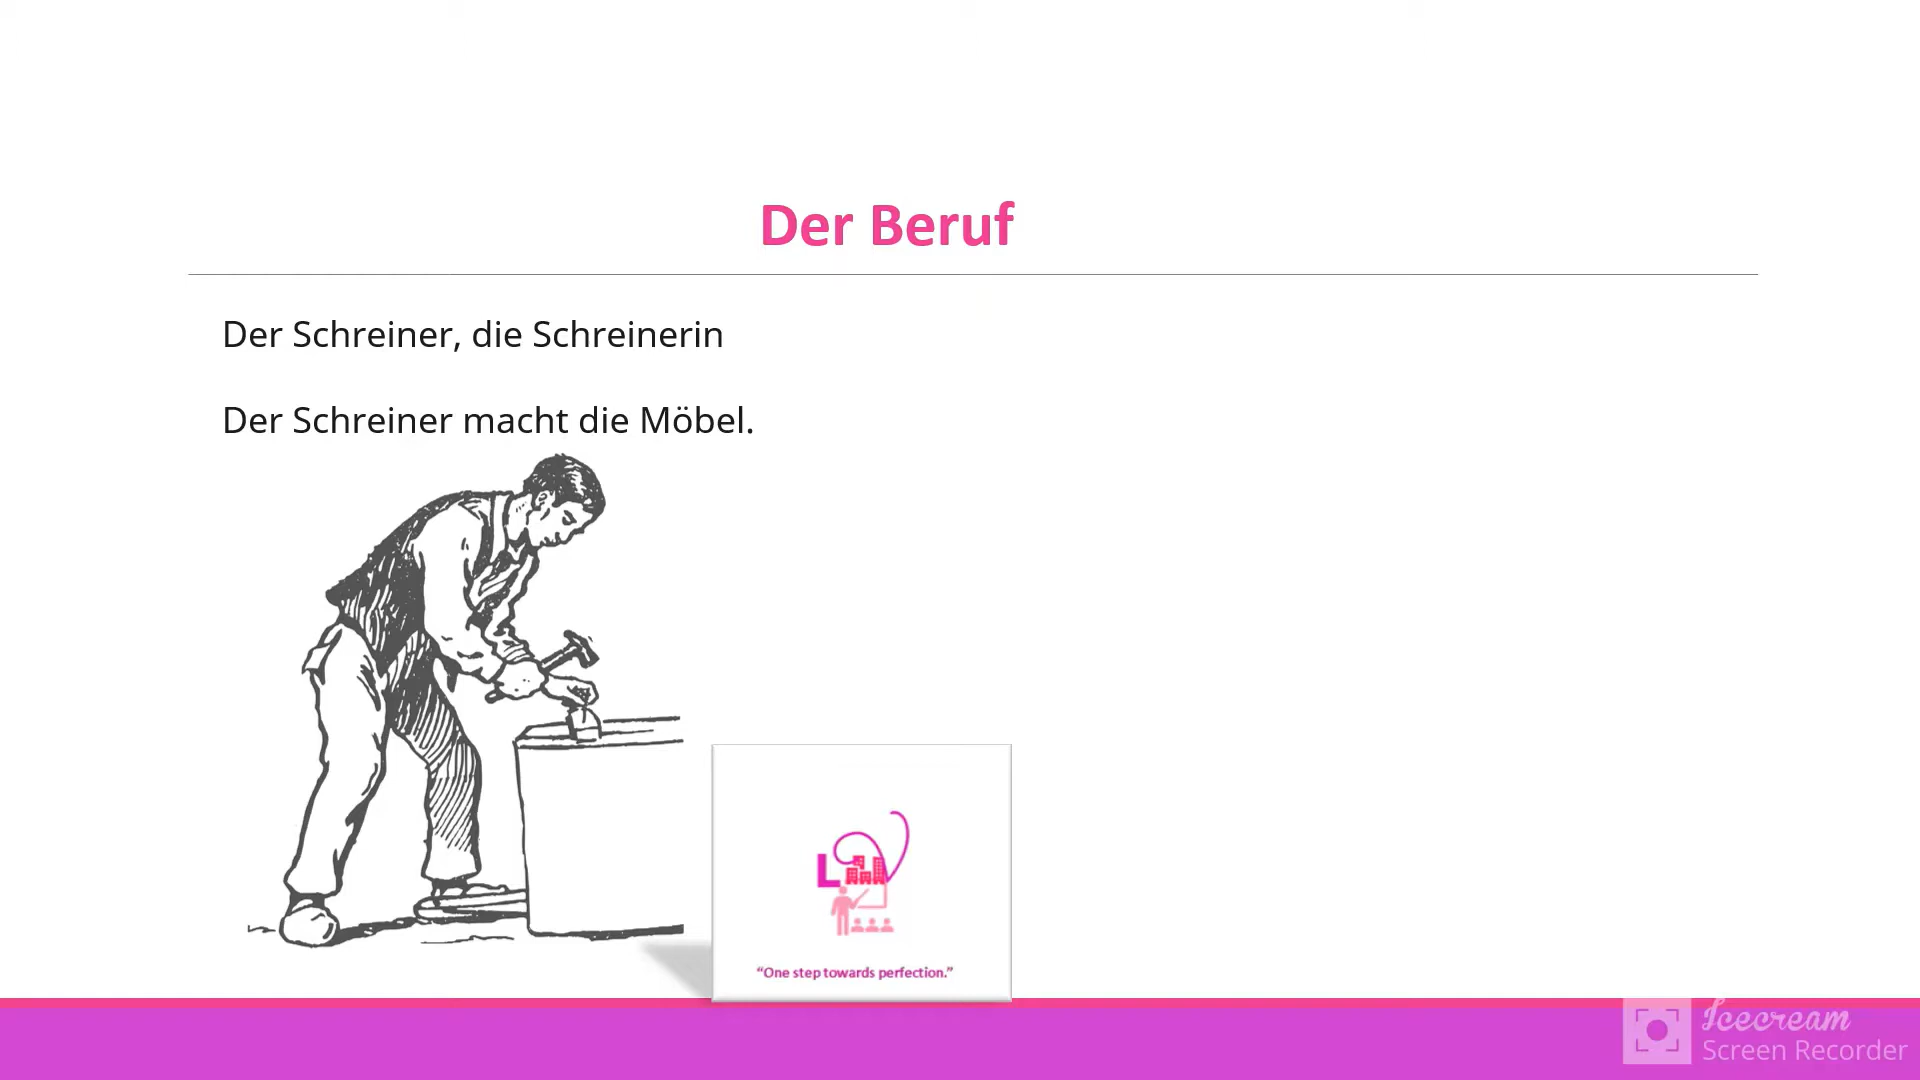 Der Beruf
Der Schreiner, die Schreinerin
Der Schreiner macht die Möbel.
L
“One step towards perfection.”
Icecream
Screen Recorder